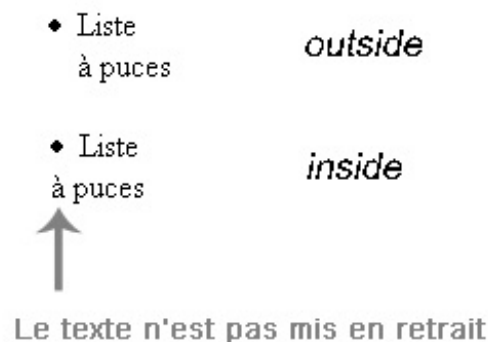 • Liste
à puces
outside
• Liste
à puces
inside
Le texte n'est pas mis en retrait